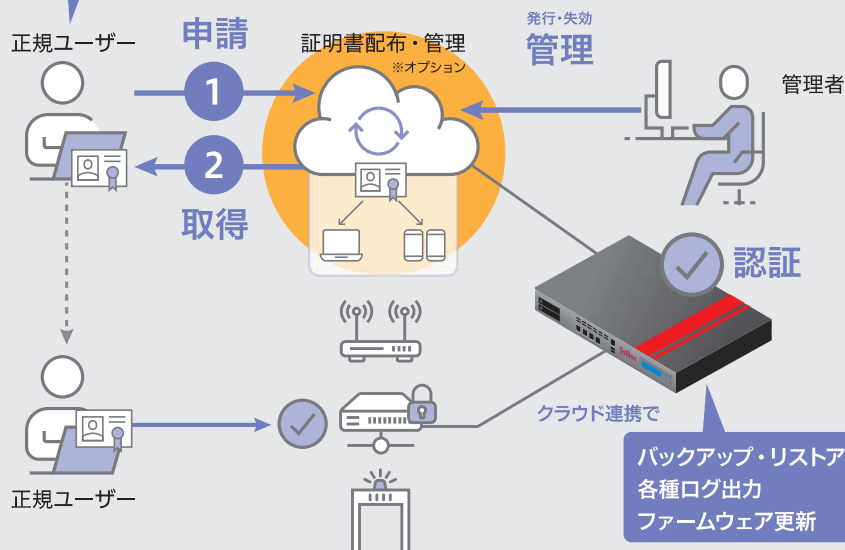 正規ユーザー
申請
1
証明書配布・管理
※オプション
発行・失効
管理
管理者
2
取得
認証
Soliton
クラウド連携で
バックアップ・リストア
各種ログ出力
ファームウェア更新
正規ユーザー